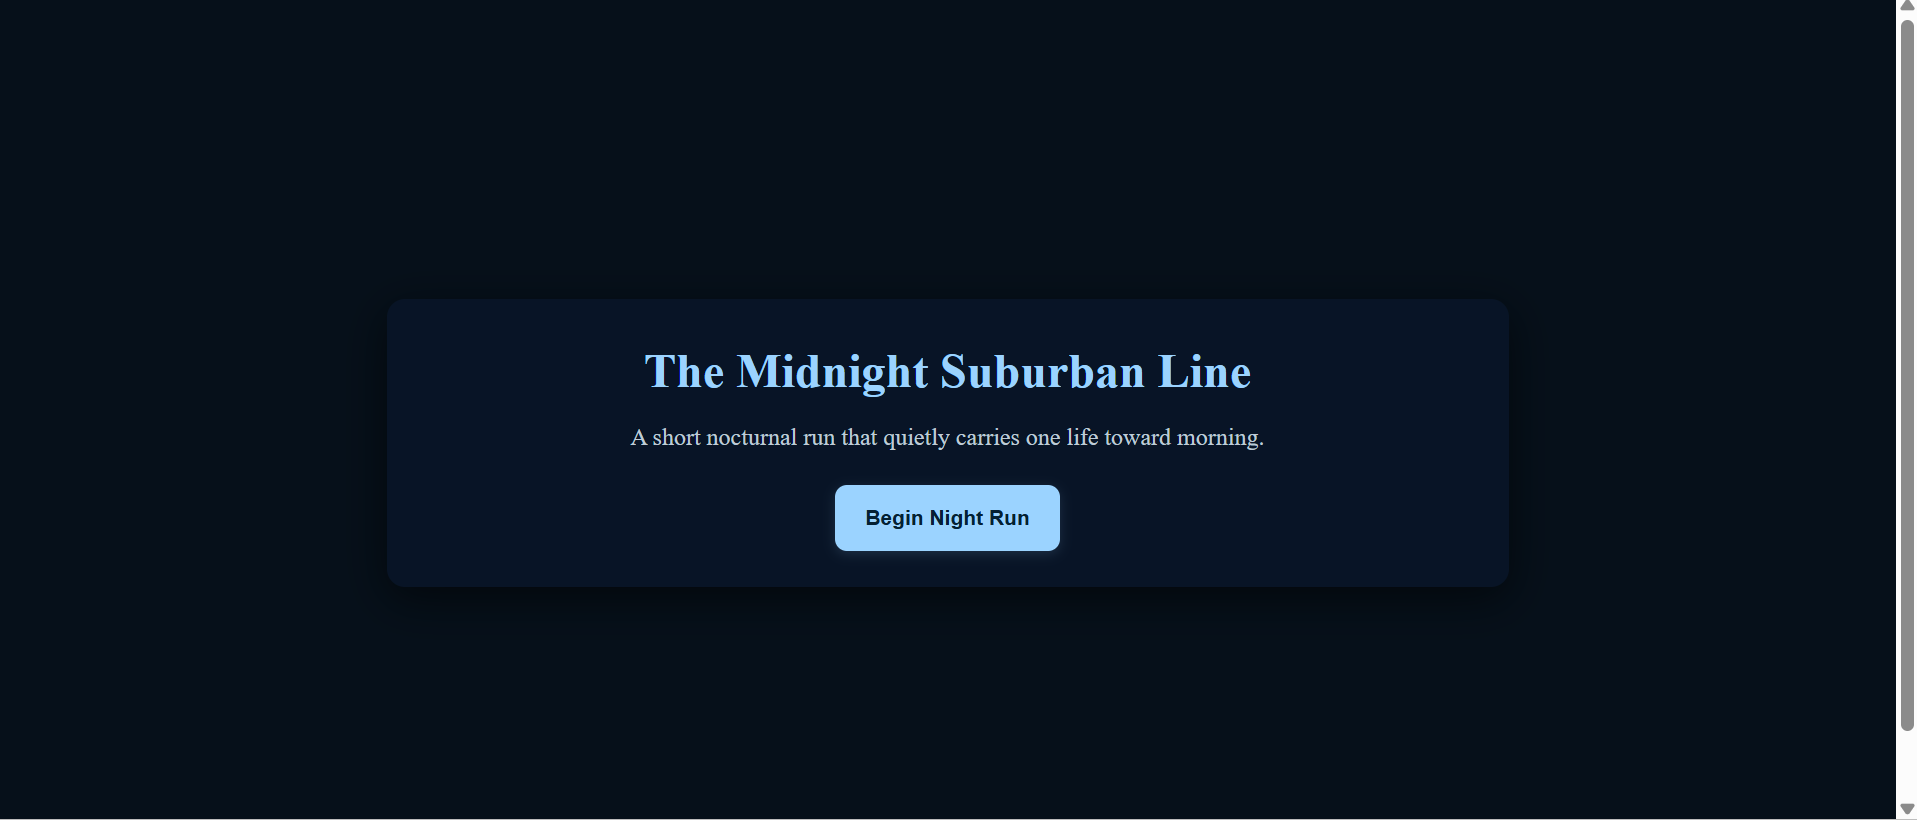 The Midnight Suburban Line
A short nocturnal run that quietly carries one life toward morning.
Begin Night Run